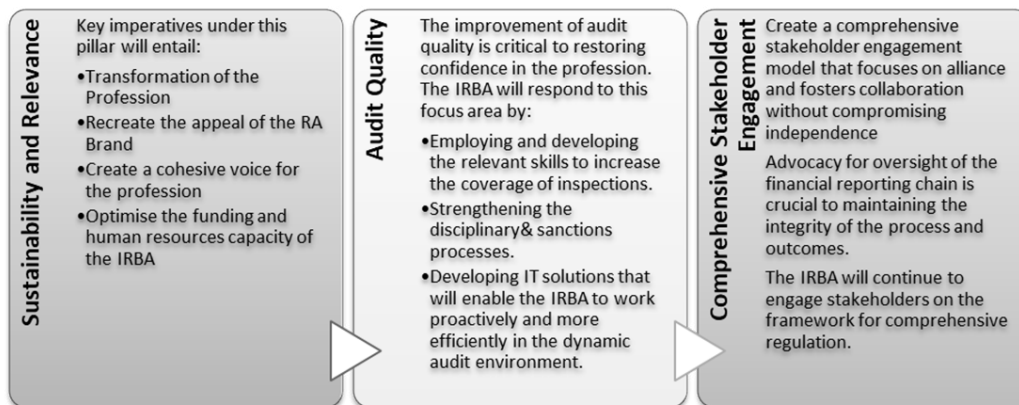 Sustainability and Relevance
Key imperatives under this
pillar will entail:
•Transformation of the
Profession
•Recreate the appeal of the RA
Brand
•Create a cohesive voice for
the profession
•Optimise the funding and
human resources capacity of
the IRBA
Audit Quality
The improvement of audit
quality is critical to restoring
confidence in the profession.
The IRBA will respond to this
focus area by:
•Employing and developing
the relevant skills to increase
the coverage of inspections.
•Strengthening the
disciplinary& sanctions
processes.
•Developing IT solutions that
will enable the IRBA to work
proactively and more
efficiently in the dynamic
audit environment.
Comprehensive Stakeholder
Engagement
Create a comprehensive
stakeholder engagement
model that focuses on alliance
and fosters collaboration
without compromising
independence
Advocacy for oversight of the
financial reporting chain is
crucial to maintaining the
integrity of the process and
outcomes.
The IRBA will continue to
engage stakeholders on the
framework for comprehensive
regulation.